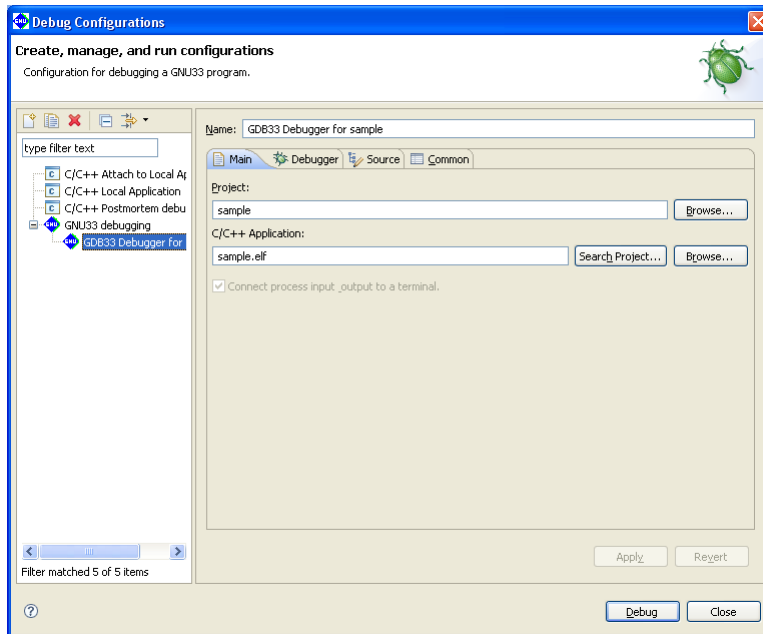 Debug Configurations
Create, manage, and run configurations
Configuration for debugging a GNU33 program.
type filter text
C/C++ Attach to Local Ap
C/C++ Local Application
C/C++ Postmortem debu
GNU33 debugging
GDB33 Debugger for
Filter matched 5 of 5 items
Name: GDB33 Debugger for sample
Main Debugger Source Common
Project:
sample Browse...
C/C++ Application:
sample.elf Search Project... Browse...
Connect process input _output to a terminal.
Apply Revert
Debug Close